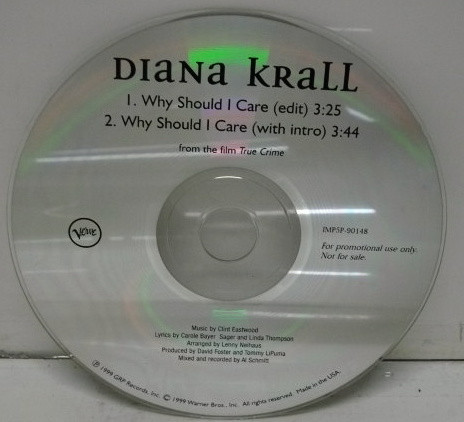 DIANA KRALL
1. Why Should I Care (edit) 3:25
2. Why Should I Care (with intro) 3:44
from the film True Crime
Verve
IMPSP-90148
For promotional use only.
Not for sale.
Music by Clint Eastwood
Lyrics by Carole Bayer Sager and Linda Thompson
Arranged by Lenny Neihaus
Produced by David Foster and Tommy LiPuma
Mixed and recorded by Al Schmitt
℗ 1999 GRP Records, Inc. © 1999 Warner Bros., Inc. All rights reserved. Made in the USA.